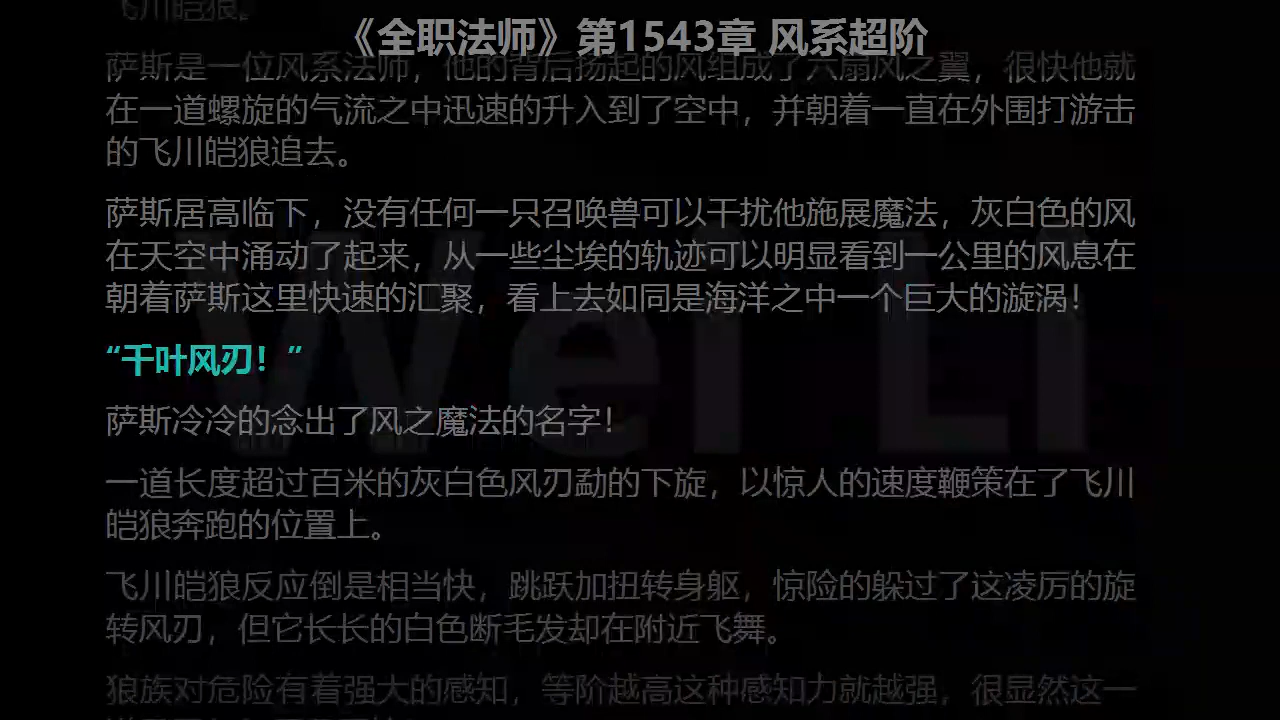 飞川皑狼。
《全职法师》第1543章 风系超阶
萨斯是一位风系法师，他的背后扬起的风组成了六扇风之翼，很快他就
在一道螺旋的气流之中迅速的升入到了空中，并朝着一直在外围打游击
的飞川皑狼追去。
萨斯居高临下，没有任何一只召唤兽可以干扰他施展魔法，灰白色的风
在天空中涌动了起来，从一些尘埃的轨迹可以明显看到一公里的风息在
朝着萨斯这里快速的汇聚，看上去如同是海洋之中一个巨大的漩涡！
“千叶风刃！”
萨斯冷冷的念出了风之魔法的名字！
一道长度超过百米的灰白色风刃勐的下旋，以惊人的速度鞭策在了飞川
皑狼奔跑的位置上。
飞川皑狼反应倒是相当快，跳跃加扭转身躯，惊险的躲过了这凌厉的旋
转风刃，但它长长的白色断毛发却在附近飞舞。
狼族对危险有着强大的感知，等阶越高这种感知力就越强，很显然这一
Wei Li